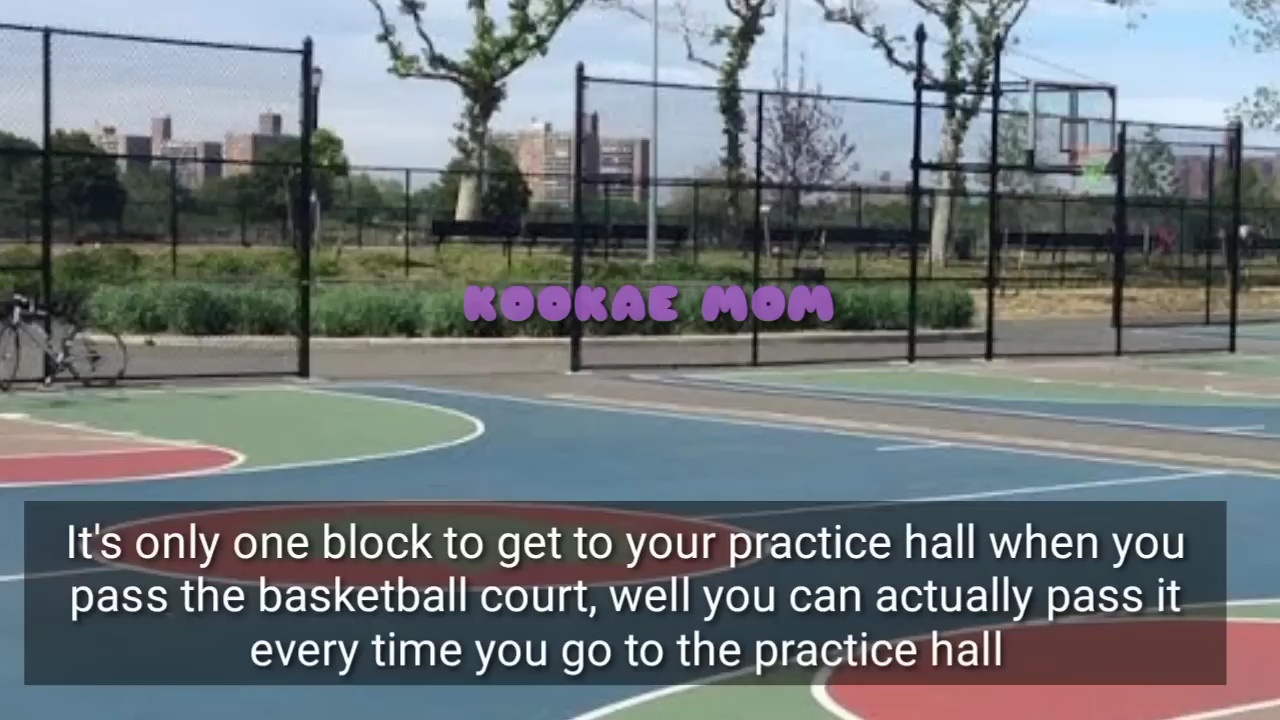 KOOKAE MOM
It's only one block to get to your practice hall when you
pass the basketball court, well you can actually pass it
every time you go to the practice hall